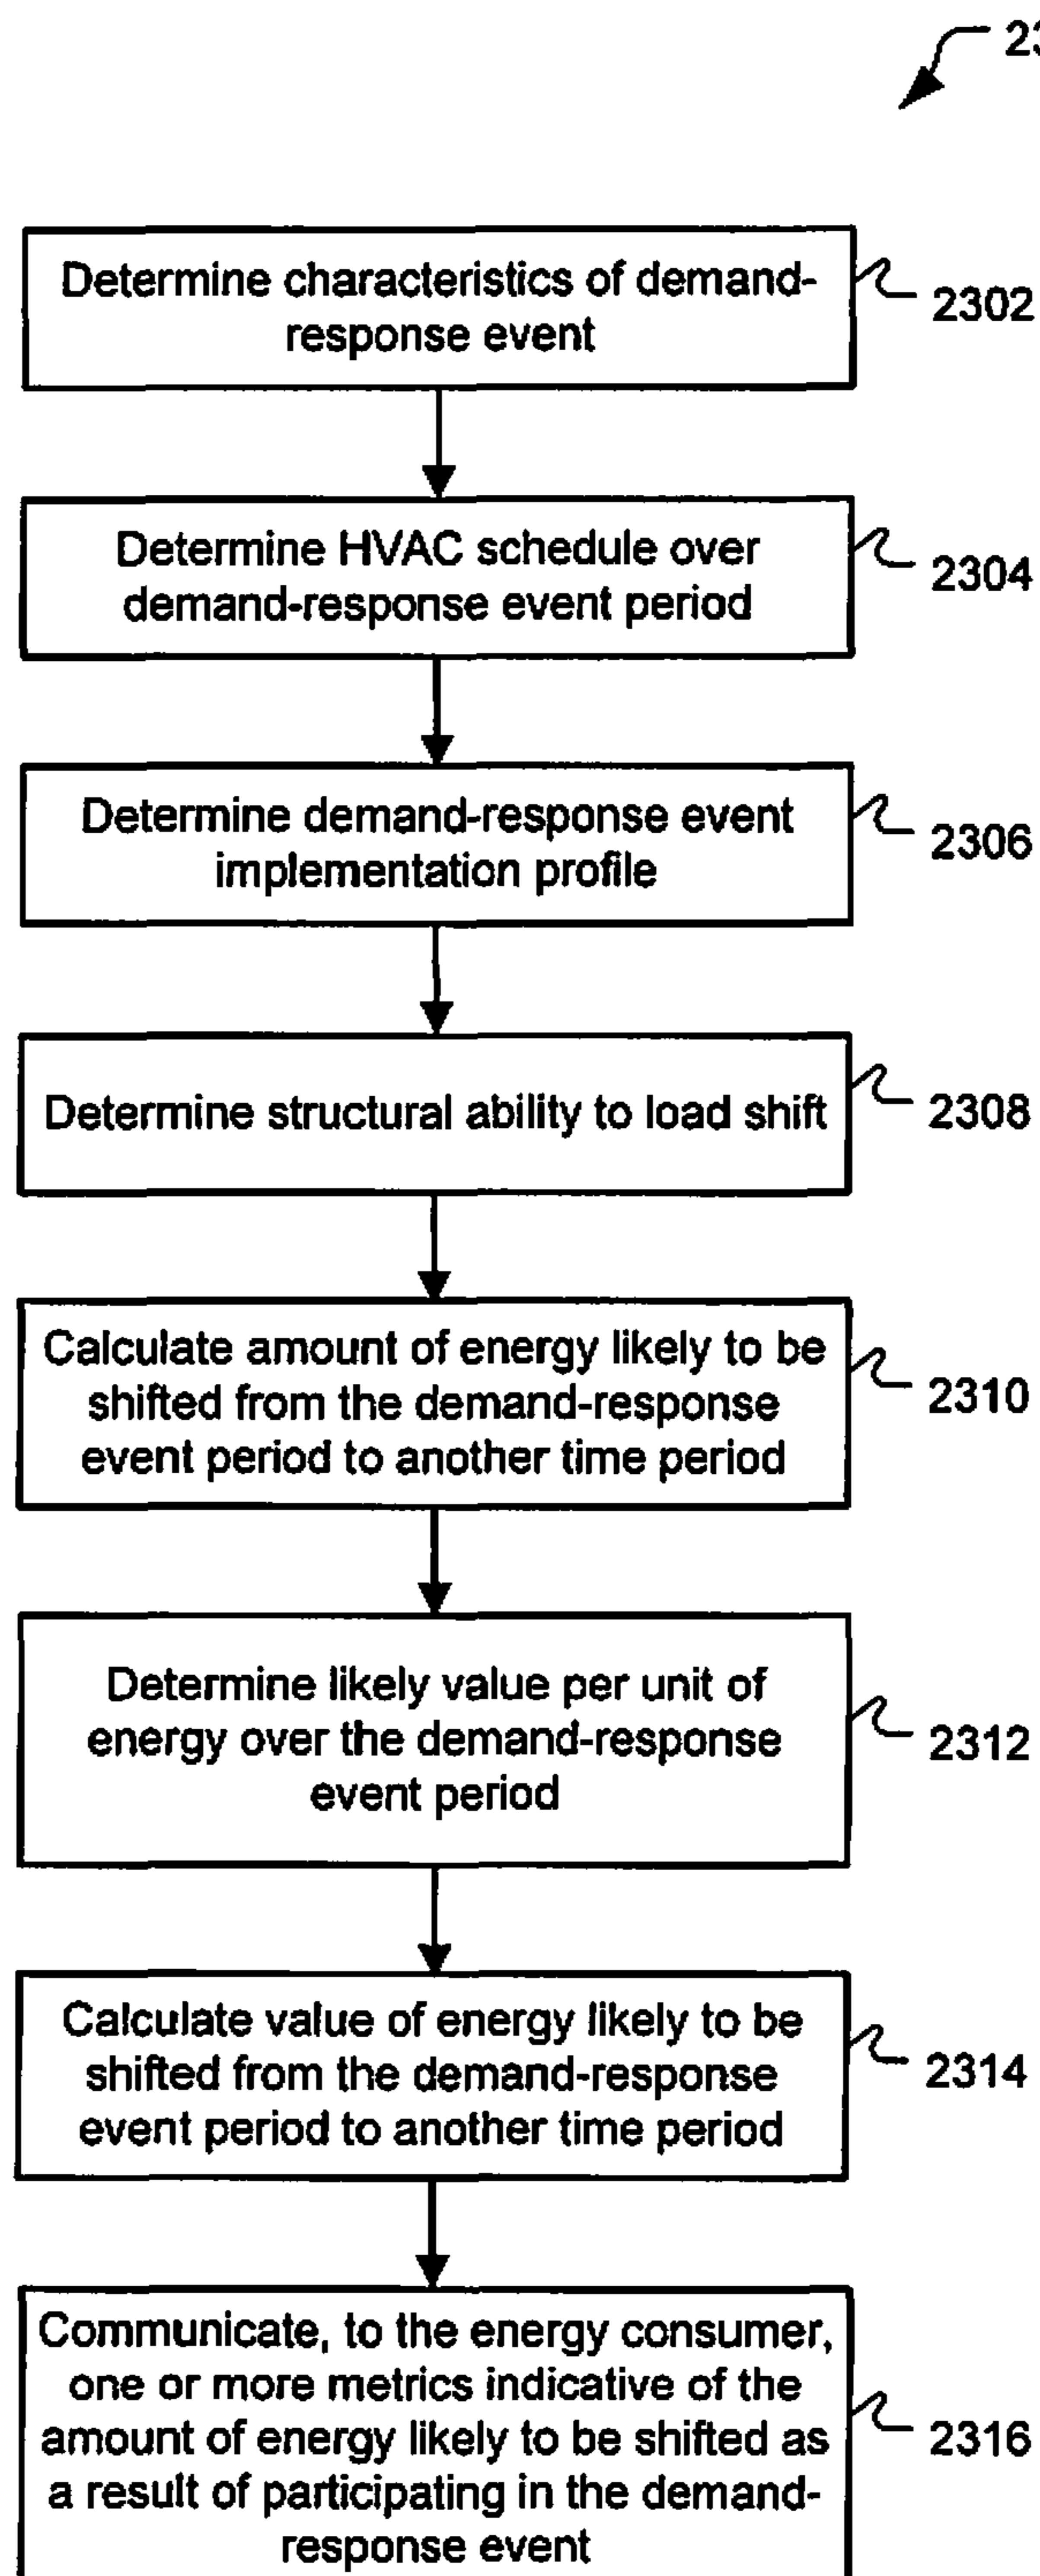 Determine characteristics of demand-
response event
2302
Determine HVAC schedule over
demand-response event period
2304
Determine demand-response event
implementation profile
2306
Determine structural ability to load shift
2308
Calculate amount of energy likely to be
shifted from the demand-response
event period to another time period
2310
Determine likely value per unit of
energy over the demand-response
event period
2312
Calculate value of energy likely to be
shifted from the demand-response
event period to another time period
2314
Communicate, to the energy consumer,
one or more metrics indicative of the
amount of energy likely to be shifted as
a result of participating in the demand-
response event
2316